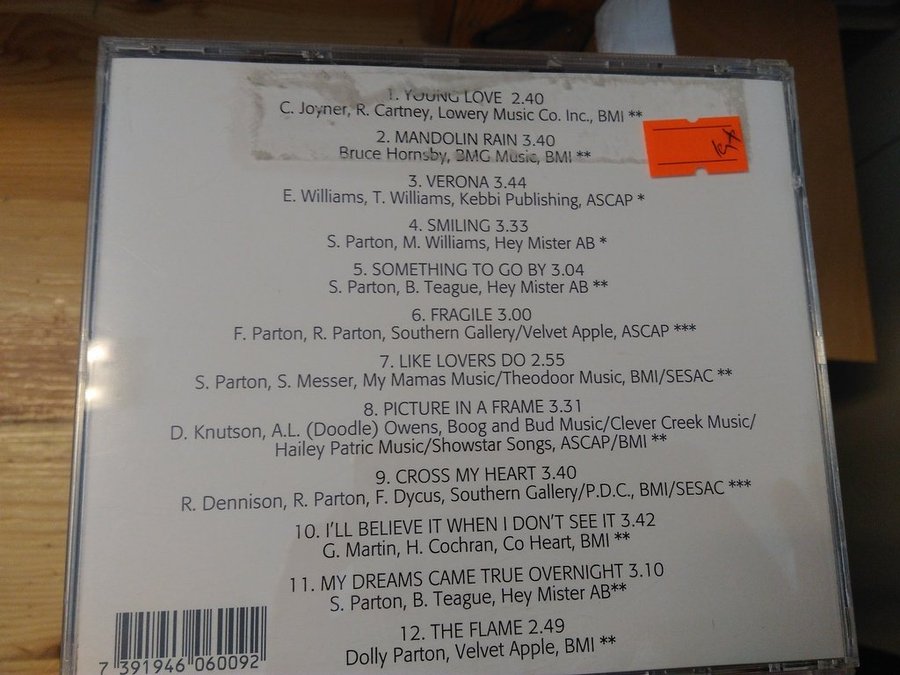 1. YOUNG LOVE 2.40
C. Joyner, R. Cartney, Lowery Music Co. Inc., BMI **
2. MANDOLIN RAIN 3.40
Bruce Hornsby, BMG Music, BMI **
3. VERONA 3.44
E. Williams, T. Williams, Kebbi Publishing, ASCAP *
4. SMILING 3.33
S. Parton, M. Williams, Hey Mister AB *
5. SOMETHING TO GO BY 3.04
S. Parton, B. Teague, Hey Mister AB **
6. FRAGILE 3.00
F. Parton, R. Parton, Southern Gallery/Velvet Apple, ASCAP ***
7. LIKE LOVERS DO 2.55
S. Parton, S. Messer, My Mamas Music/Theodoor Music, BMI/SESAC **
8. PICTURE IN A FRAME 3.31
D. Knutson, A.L. (Doodle) Owens, Boog and Bud Music/Clever Creek Music/
Hailey Patric Music/Showstar Songs, ASCAP/BMI **
9. CROSS MY HEART 3.40
R. Dennison, R. Parton, F. Dycus, Southern Gallery/P.D.C., BMI/SESAC ***
10. I'LL BELIEVE IT WHEN I DON'T SEE IT 3.42
G. Martin, H. Cochran, Co Heart, BMI **
11. MY DREAMS CAME TRUE OVERNIGHT 3.10
S. Parton, B. Teague, Hey Mister AB**
12. THE FLAME 2.49
Dolly Parton, Velvet Apple, BMI **
7 391946 060092